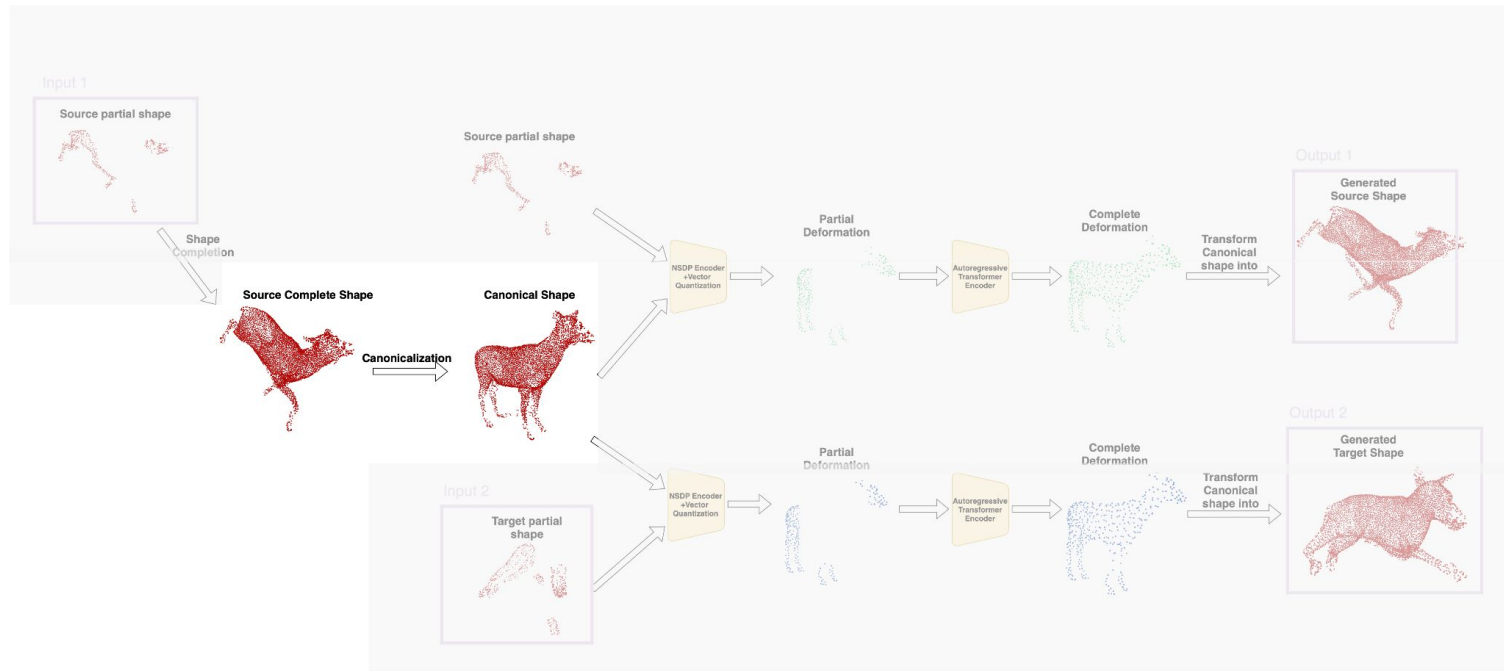 Input 1
Source partial shape
Shape
Completion
Source Complete Shape
Canonicalization
Canonical Shape
Source partial shape
NSDP Encoder
+Vector
Quantization
Partial
Deformation
Autoregressive
Transformer
Encoder
Complete
Deformation
Transform
Canonical
shape into
Output 1
Generated
Source Shape
Input 2
Target partial
shape
NSDP Encoder
+Vector
Quantization
Partial
Deformation
Autoregressive
Transformer
Encoder
Complete
Deformation
Transform
Canonical
shape into
Output 2
Generated
Target Shape